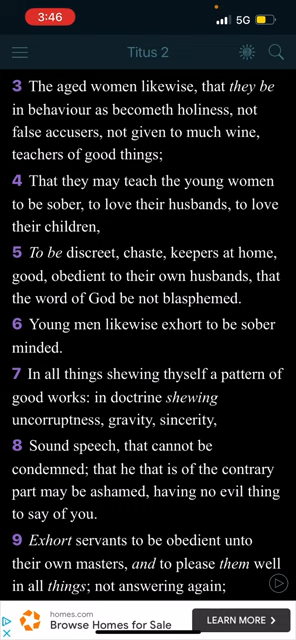 3:46
5G
Titus 2
3 The aged women likewise, that they be
in behaviour as becometh holiness, not
false accusers, not given to much wine,
teachers of good things;
4 That they may teach the young women
to be sober, to love their husbands, to love
their children,
5 To be discreet, chaste, keepers at home,
good, obedient to their own husbands, that
the word of God be not blasphemed.
6 Young men likewise exhort to be sober
minded.
7 In all things shewing thyself a pattern of
good works: in doctrine shewing
uncorruptness, gravity, sincerity,
8 Sound speech, that cannot be
condemned; that he that is of the contrary
part may be ashamed, having no evil thing
to say of you.
9 Exhort servants to be obedient unto
their own masters, and to please them well
in all things; not answering again;
homes.com
Browse Homes for Sale
LEARN MORE >